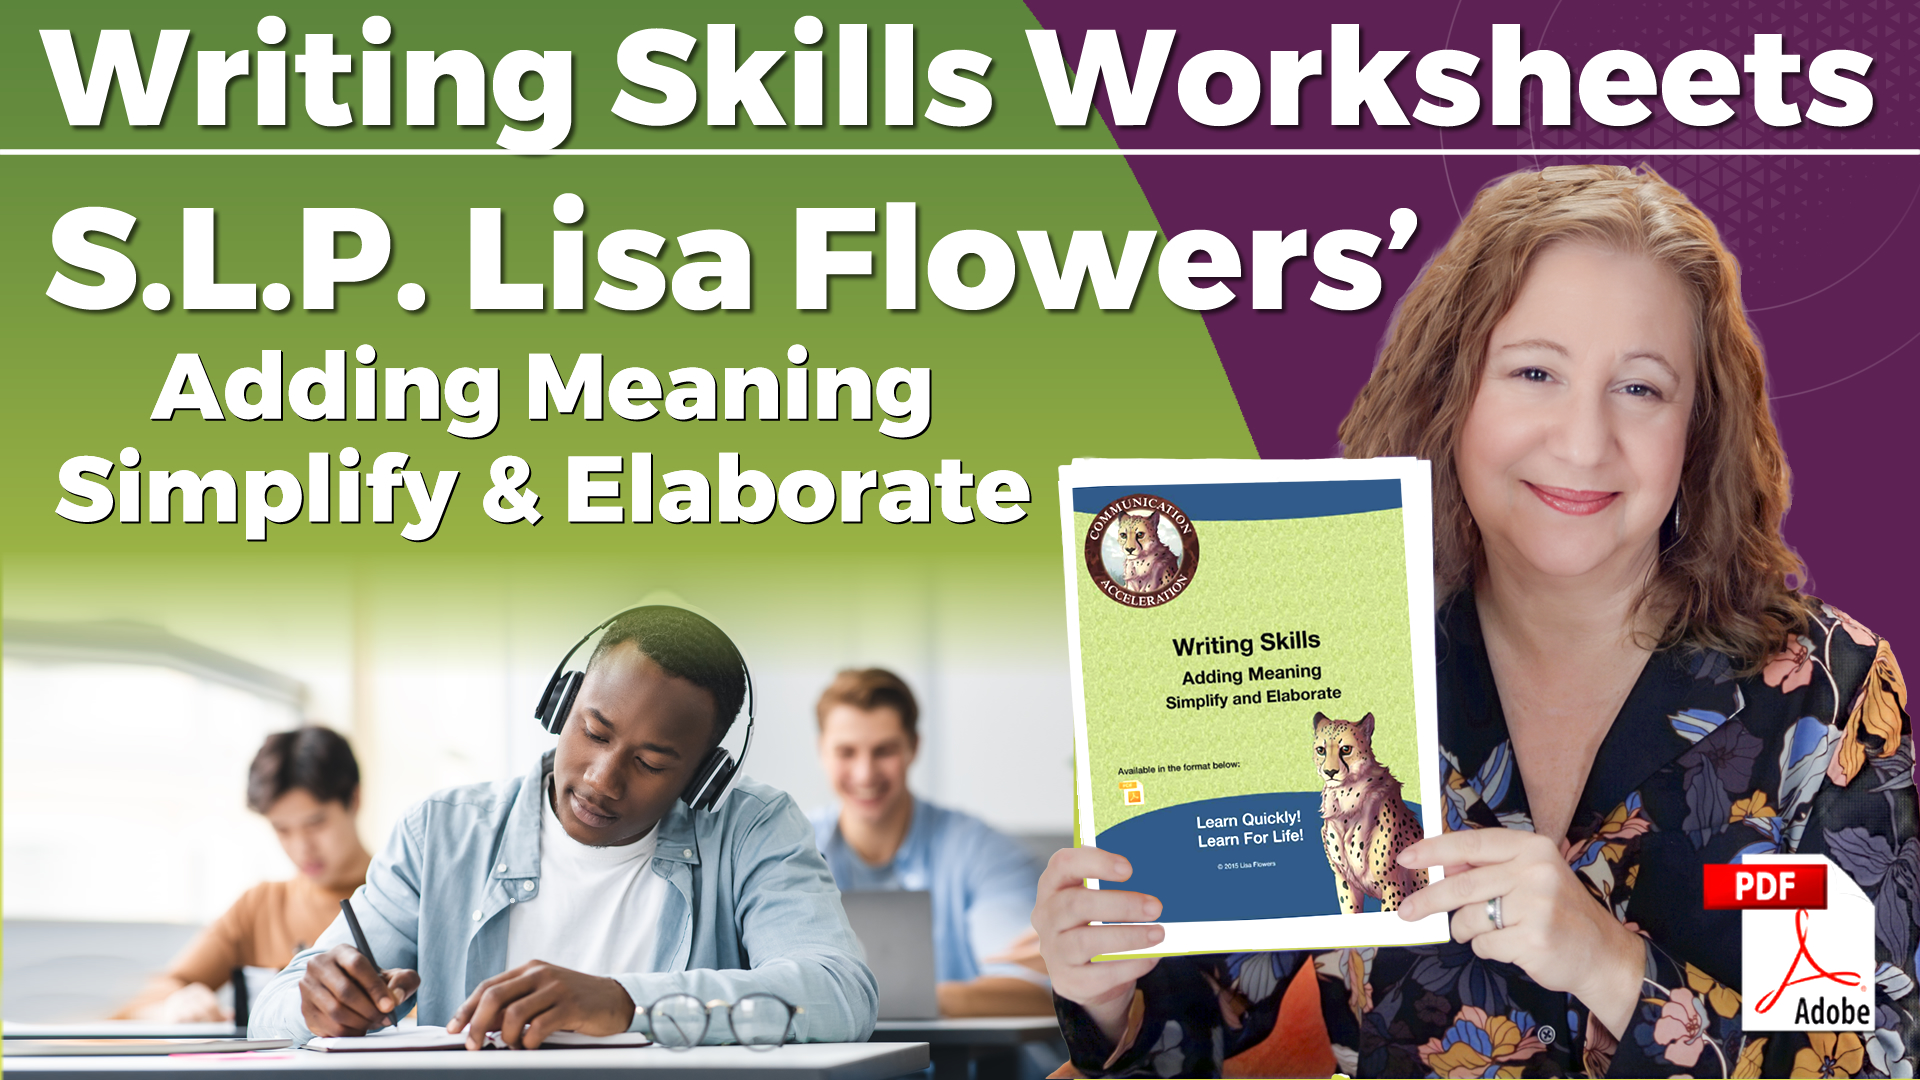 Writing Skills Worksheets
S.L.P. Lisa Flowers’
Adding Meaning
Simplify & Elaborate
COMMUNICATION
ACCELERATION
Writing Skills
Adding Meaning
Simplify and Elaborate
Available in the format below:
PDF
Learn Quickly!
Learn For Life!
© 2015 Lisa Flowers
PDF
Adobe